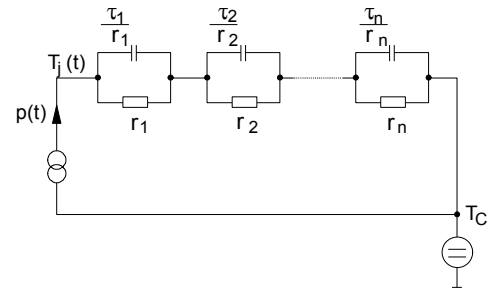 τ1 τ2 τn
r1 r2 rn
Tj (t)
p(t)
r1 r2 rn
TC